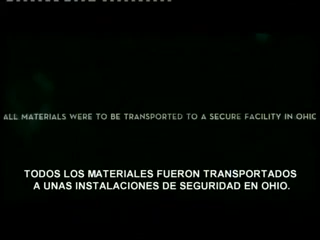 ALL MATERIALS WERE TO BE TRANSPORTED TO A SECURE FACILITY IN OHIO
TODOS LOS MATERIALES FUERON TRANSPORTADOS
A UNAS INSTALACIONES DE SEGURIDAD EN OHIO.